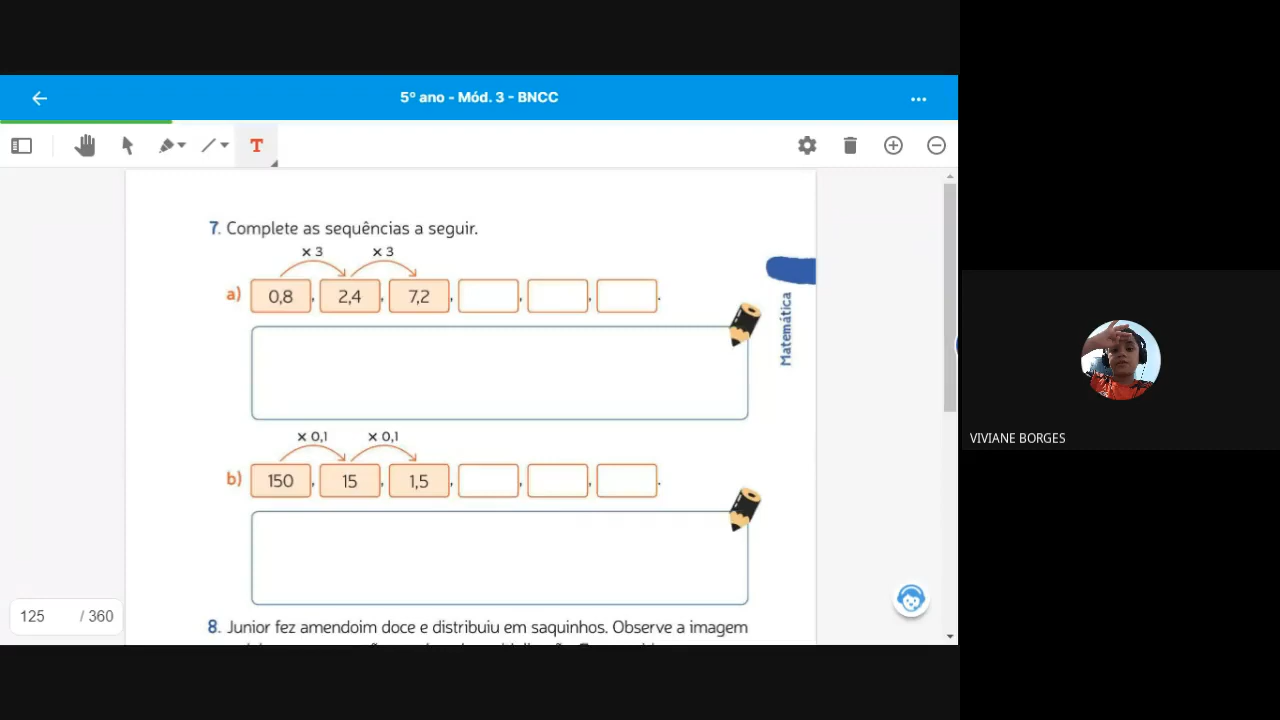 5º ano - Mód. 3 - BNCC
T
7. Complete as sequências a seguir.
× 3 × 3
a) 0,8 , 2,4 , 7,2 , , , .
Matemática
× 0,1 × 0,1
b) 150 , 15 , 1,5 , , , .
125 / 360
8. Junior fez amendoim doce e distribuiu em saquinhos. Observe a imagem
VIVIANE BORGES